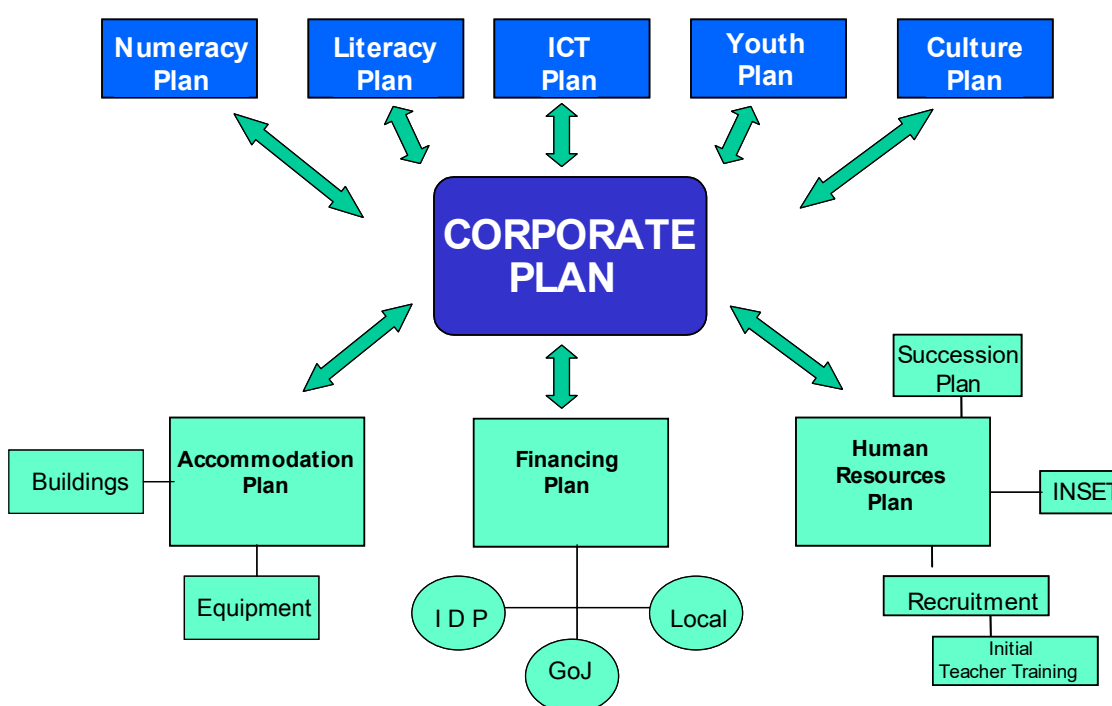 Numeracy
Plan
Literacy
Plan
ICT
Plan
Youth
Plan
Culture
Plan
CORPORATE
PLAN
Succession
Plan
Accommodation
Plan
Financing
Plan
Human
Resources
Plan
Buildings
INSET
Equipment
I D P
GoJ
Local
Recruitment
Initial
Teacher Training